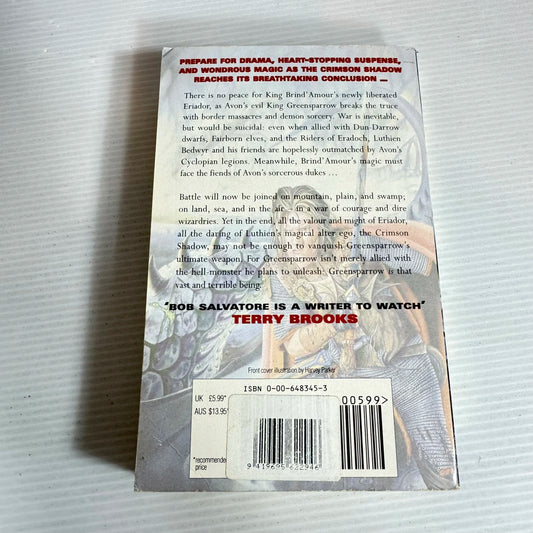 PREPARE FOR DRAMA, HEART-STOPPING SUSPENSE,
AND WONDROUS MAGIC AS THE CRIMSON SHADOW
REACHES ITS BREATHTAKING CONCLUSION ...
There is no peace for King Brind'Amour's newly liberated
Eriador, as Avon's evil King Greensparrow breaks the truce
with border massacres and demon sorcery. War is inevitable,
but would be suicidal: even when allied with Dun-Darrow
dwarfs, Fairborn elves, and the Riders of Eradoch, Luthien
Bedwyr and his friends are hopelessly outmatched by Avon's
Cyclopian legions. Meanwhile, Brind'Amour's magic must
face the fiends of Avon's sorcerous dukes ...
Battle will now be joined on mountain, plain, and swamp;
on land, sea, and in the air – in a war of courage and dire
wizardries. Yet in the end, all the valour and might of Eriador,
all the daring of Luthien's magical alter ego, the Crimson
Shadow, may not be enough to vanquish Greensparrow's
ultimate weapon. For Greensparrow isn't merely allied with
the hell-monster he plans to unleash: Greensparrow is that
vast and terrible being.
'BOB SALVATORE IS A WRITER TO WATCH'
TERRY BROOKS
Front cover illustration by Harvey Parker
ISBN 0-00-648345-3
UK £5.99*
AUS $13.95*
00599>
*recommended
price
9 419695 622946